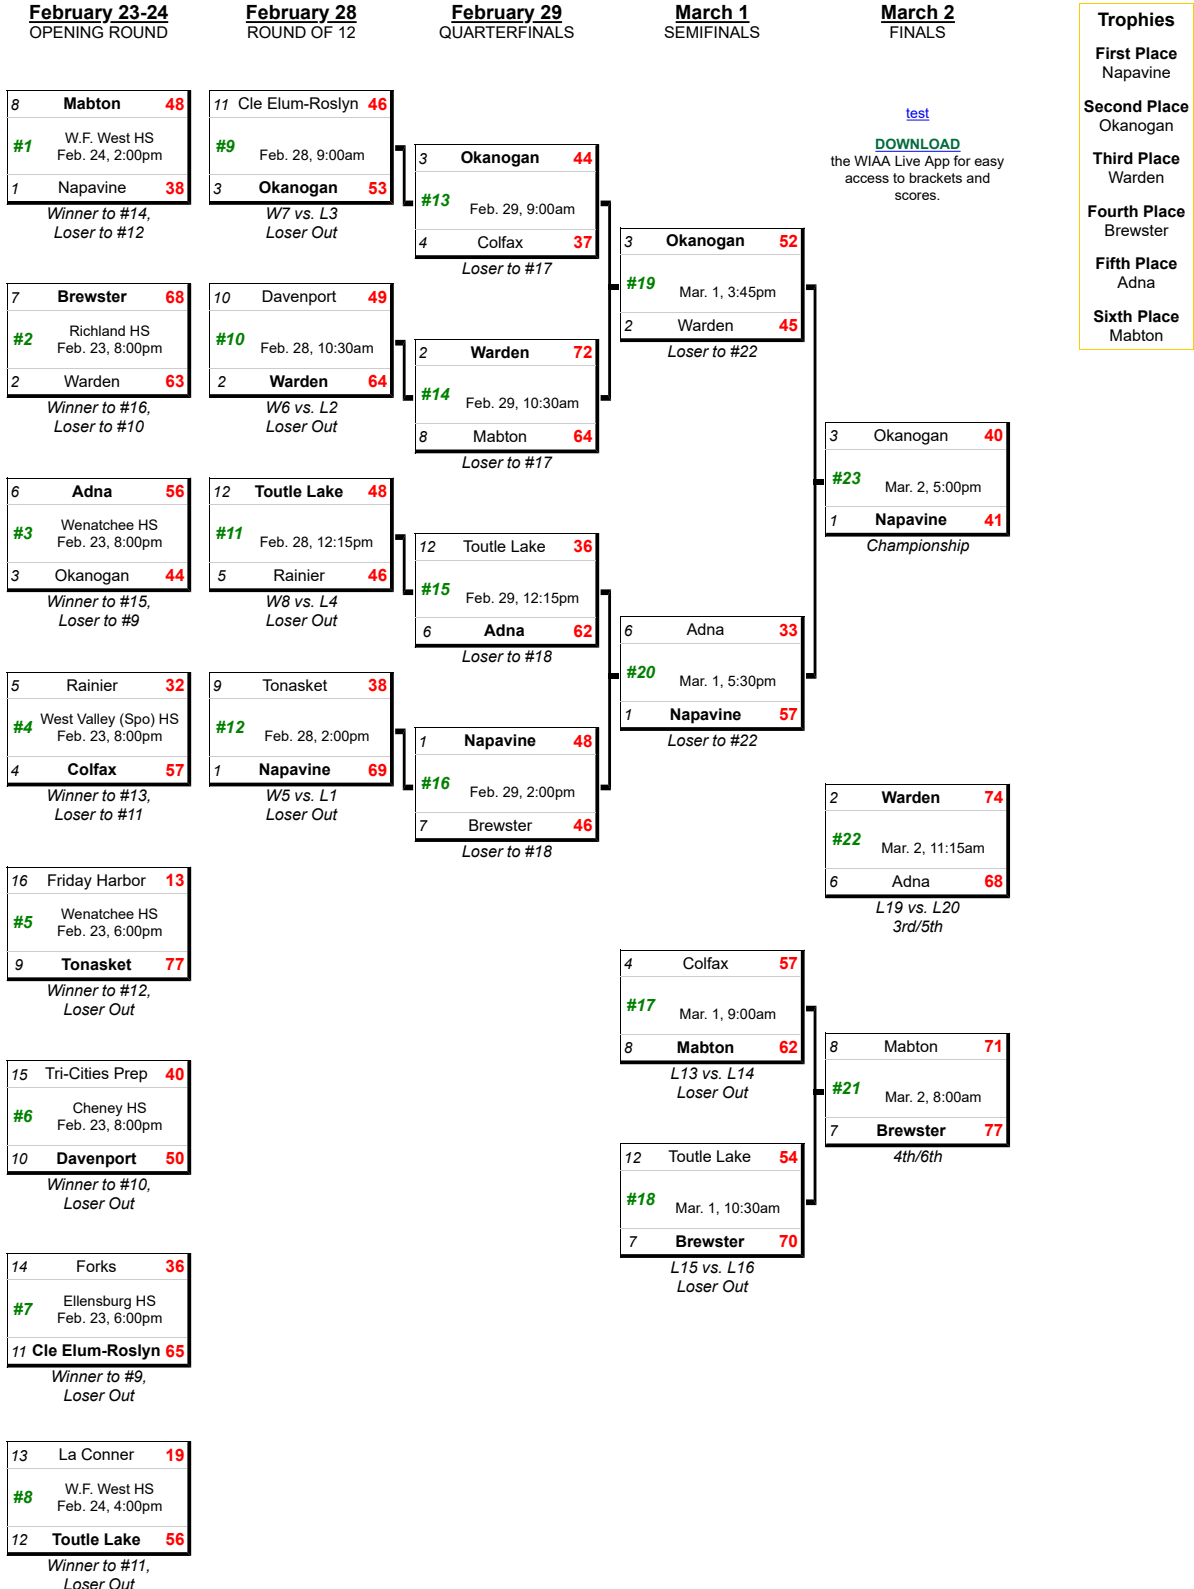 February 23-24
OPENING ROUND
8 Mabton 48
#1 W.F. West HS
Feb. 24, 2:00pm
1 Napavine 38
Winner to #14,
Loser to #12
7 Brewster 68
#2 Richland HS
Feb. 23, 8:00pm
2 Warden 63
Winner to #16,
Loser to #10
6 Adna 56
#3 Wenatchee HS
Feb. 23, 8:00pm
3 Okanogan 44
Winner to #15,
Loser to #9
5 Rainier 32
#4 West Valley (Spo) HS
Feb. 23, 8:00pm
4 Colfax 57
Winner to #13,
Loser to #11
16 Friday Harbor 13
#5 Wenatchee HS
Feb. 23, 6:00pm
9 Tonasket 77
Winner to #12,
Loser Out
15 Tri-Cities Prep 40
#6 Cheney HS
Feb. 23, 8:00pm
10 Davenport 50
Winner to #10,
Loser Out
14 Forks 36
#7 Ellensburg HS
Feb. 23, 6:00pm
11 Cle Elum-Roslyn 65
Winner to #9,
Loser Out
13 La Conner 19
#8 W.F. West HS
Feb. 24, 4:00pm
12 Toutle Lake 56
Winner to #11,
Loser Out
February 28
ROUND OF 12
11 Cle Elum-Roslyn 46
#9 Feb. 28, 9:00am
3 Okanogan 53
W7 vs. L3
Loser Out
10 Davenport 49
#10 Feb. 28, 10:30am
2 Warden 64
W6 vs. L2
Loser Out
12 Toutle Lake 48
#11 Feb. 28, 12:15pm
5 Rainier 46
W8 vs. L4
Loser Out
9 Tonasket 38
#12 Feb. 28, 2:00pm
1 Napavine 69
W5 vs. L1
Loser Out
February 29
QUARTERFINALS
3 Okanogan 44
#13 Feb. 29, 9:00am
4 Colfax 37
Loser to #17
2 Warden 72
#14 Feb. 29, 10:30am
8 Mabton 64
Loser to #17
12 Toutle Lake 36
#15 Feb. 29, 12:15pm
6 Adna 62
Loser to #18
1 Napavine 48
#16 Feb. 29, 2:00pm
7 Brewster 46
Loser to #18
March 1
SEMIFINALS
3 Okanogan 52
#19 Mar. 1, 3:45pm
2 Warden 45
Loser to #22
6 Adna 33
#20 Mar. 1, 5:30pm
1 Napavine 57
Loser to #22
4 Colfax 57
#17 Mar. 1, 9:00am
8 Mabton 62
L13 vs. L14
Loser Out
12 Toutle Lake 54
#18 Mar. 1, 10:30am
7 Brewster 70
L15 vs. L16
Loser Out
March 2
FINALS
test
DOWNLOAD
the WIAA Live App for easy
access to brackets and
scores.
3 Okanogan 40
#23 Mar. 2, 5:00pm
1 Napavine 41
Championship
2 Warden 74
#22 Mar. 2, 11:15am
6 Adna 68
L19 vs. L20
3rd/5th
8 Mabton 71
#21 Mar. 2, 8:00am
7 Brewster 77
4th/6th
Trophies
First Place
Napavine
Second Place
Okanogan
Third Place
Warden
Fourth Place
Brewster
Fifth Place
Adna
Sixth Place
Mabton